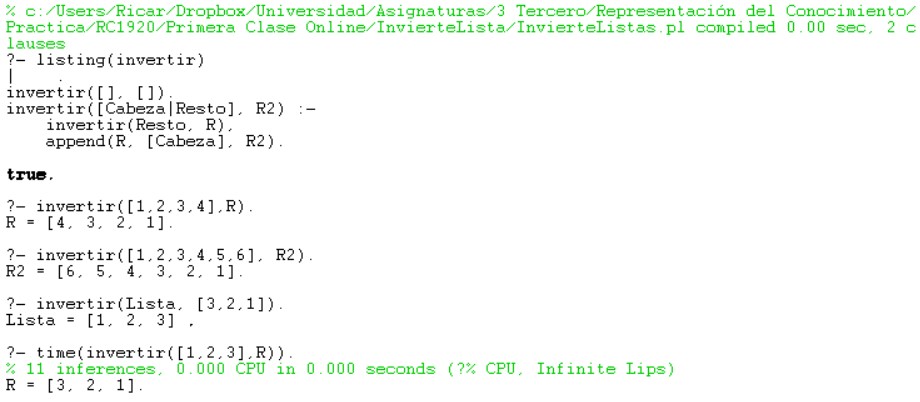 % c:/Users/Ricar/Dropbox/Universidad/Asignaturas/3 Tercero/Representación del Conocimiento/
Practica/RC1920/Primera Clase Online/InvierteLista/InvierteListas.pl compiled 0.00 sec, 2 c
lauses
?- listing(invertir)
|    .
invertir([], []).
invertir([Cabeza|Resto], R2) :-
    invertir(Resto, R),
    append(R, [Cabeza], R2).
true.
?- invertir([1,2,3,4],R).
R = [4, 3, 2, 1].
?- invertir([1,2,3,4,5,6], R2).
R2 = [6, 5, 4, 3, 2, 1].
?- invertir(Lista, [3,2,1]).
Lista = [1, 2, 3] .
?- time(invertir([1,2,3],R)).
% 11 inferences, 0.000 CPU in 0.000 seconds (?% CPU, Infinite Lips)
R = [3, 2, 1].